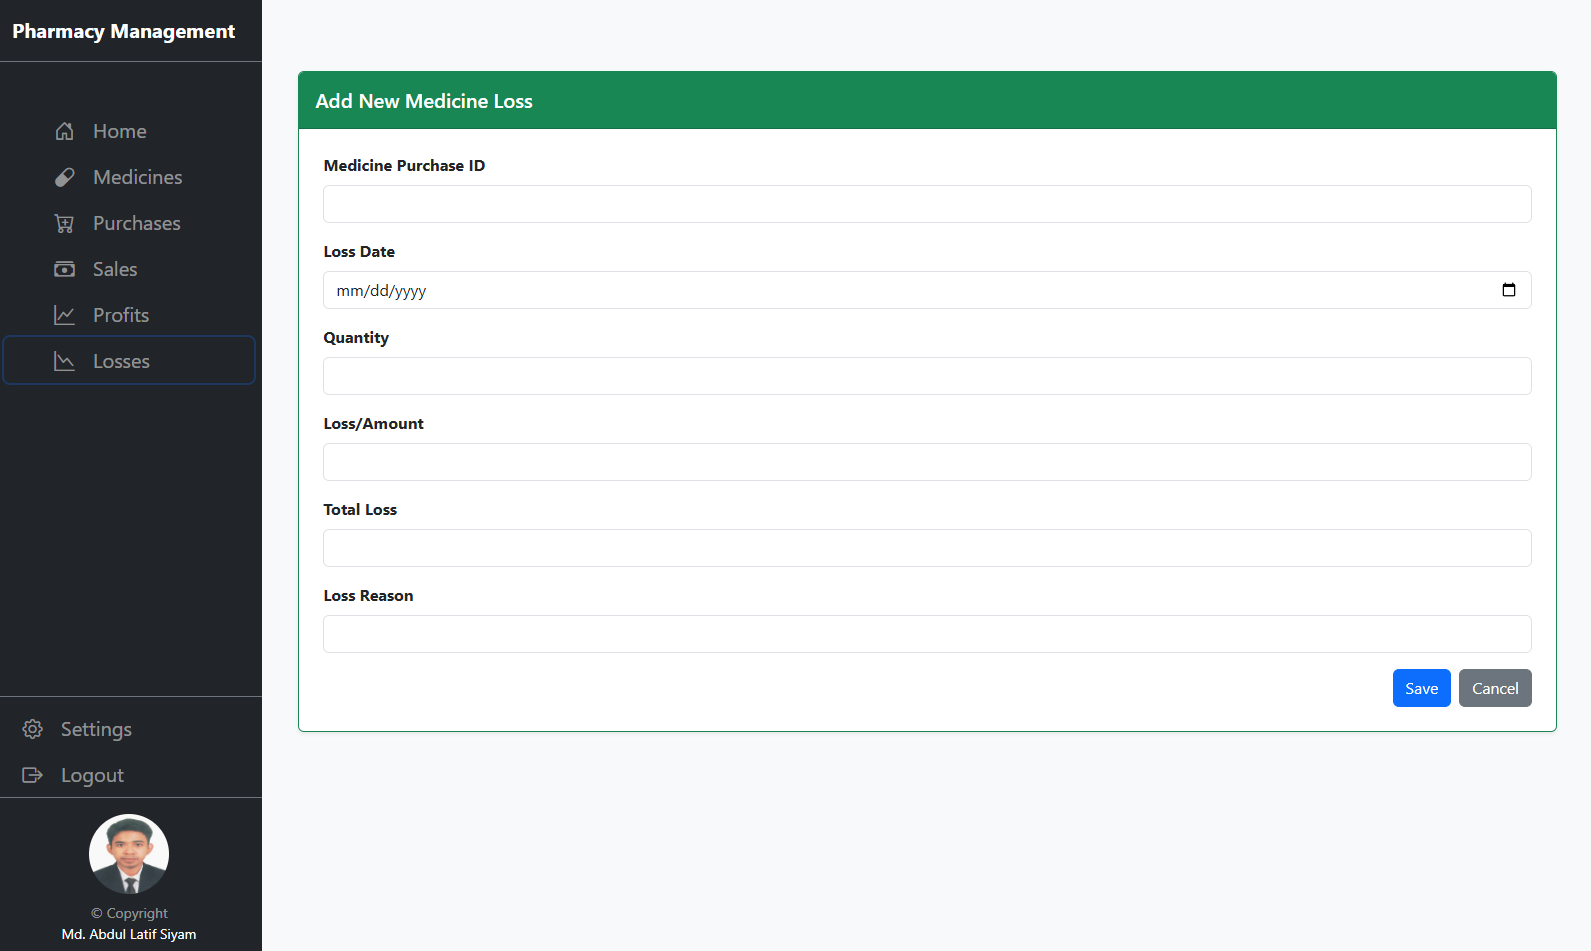 Pharmacy Management
Home
Medicines
Purchases
Sales
Profits
Losses
Settings
Logout
© Copyright
Md. Abdul Latif Siyam
Add New Medicine Loss
Medicine Purchase ID
Loss Date
mm/dd/yyyy
Quantity
Loss/Amount
Total Loss
Loss Reason
Save Cancel